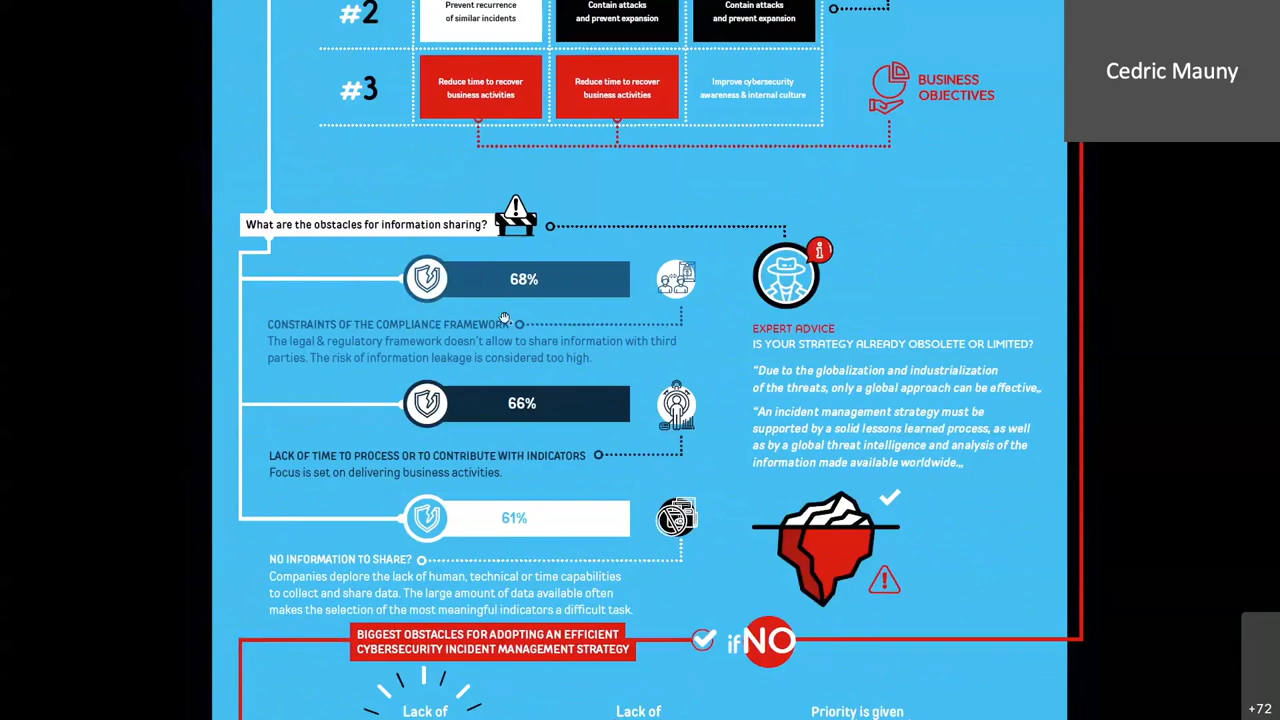 #2
Prevent recurrence
of similar incidents
Contain attacks
and prevent expansion
Contain attacks
and prevent expansion
#3
Reduce time to recover
business activities
Reduce time to recover
business activities
Improve cybersecurity
awareness & internal culture
BUSINESS
OBJECTIVES
Cedric Mauny
What are the obstacles for information sharing?
68%
CONSTRAINTS OF THE COMPLIANCE FRAMEWORK
The legal & regulatory framework doesn't allow to share information with third
parties. The risk of information leakage is considered too high.
66%
LACK OF TIME TO PROCESS OR TO CONTRIBUTE WITH INDICATORS
Focus is set on delivering business activities.
61%
NO INFORMATION TO SHARE?
Companies deplore the lack of human, technical or time capabilities
to collect and share data. The large amount of data available often
makes the selection of the most meaningful indicators a difficult task.
i
EXPERT ADVICE
IS YOUR STRATEGY ALREADY OBSOLETE OR LIMITED?
“Due to the globalization and industrialization
of the threats, only a global approach can be effective„
“An incident management strategy must be
supported by a solid lessons learned process, as well
as by a global threat intelligence and analysis of the
information made available worldwide.„
BIGGEST OBSTACLES FOR ADOPTING AN EFFICIENT
CYBERSECURITY INCIDENT MANAGEMENT STRATEGY
if NO
Lack of
Lack of
Priority is given
+72